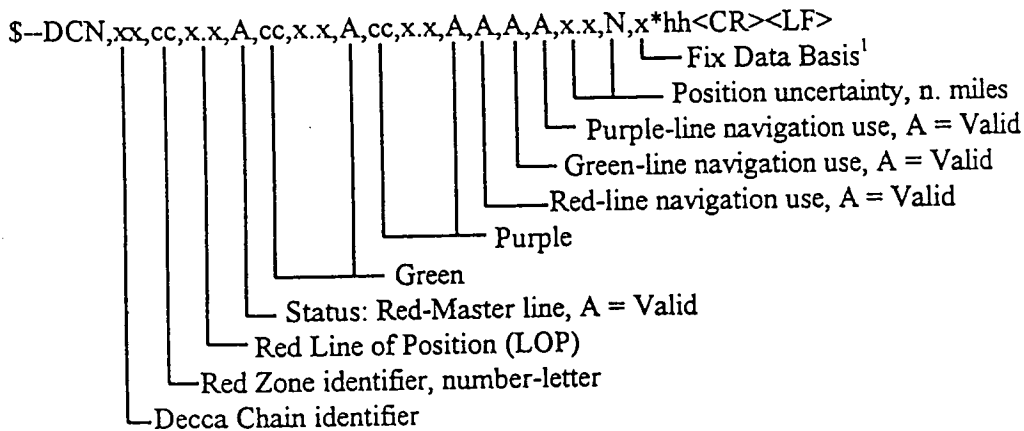 $--DCN,xx,cc,x.x,A,cc,x.x,A,cc,x.x,A,A,A,A,x.x,N,x*hh<CR><LF>
Fix Data Basis¹
Position uncertainty, n. miles
Purple-line navigation use, A = Valid
Green-line navigation use, A = Valid
Red-line navigation use, A = Valid
Purple
Green
Status: Red-Master line, A = Valid
Red Line of Position (LOP)
Red Zone identifier, number-letter
Decca Chain identifier